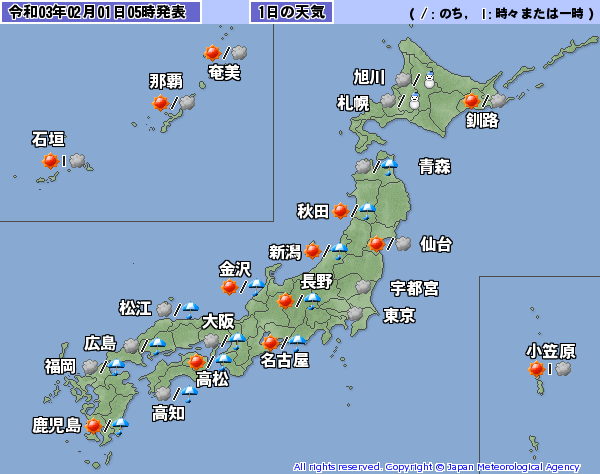 令和03年02月01日05時発表
1日の天気
( /：のち, |：時々または一時 )
奄美
那覇
石垣
旭川
札幌
釧路
青森
秋田
仙台
新潟
金沢
長野
宇都宮
松江
大阪
東京
広島
名古屋
福岡
高松
小笠原
高知
鹿児島
All rights reserved. Copyright © Japan Meteorological Agency